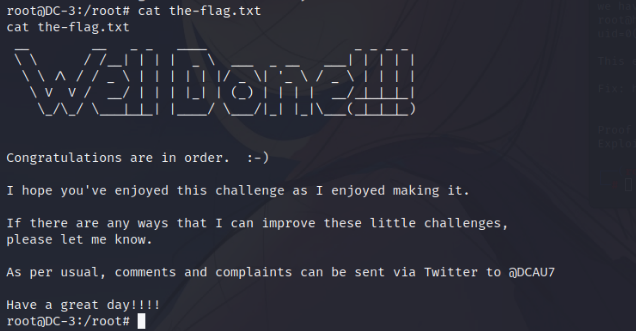 root@DC-3:/root# cat the-flag.txt
cat the-flag.txt
Well Done!!!!
Congratulations are in order.  :-)
I hope you've enjoyed this challenge as I enjoyed making it.
If there are any ways that I can improve these little challenges,
please let me know.
As per usual, comments and complaints can be sent via Twitter to @DCAU7
Have a great day!!!!
root@DC-3:/root#